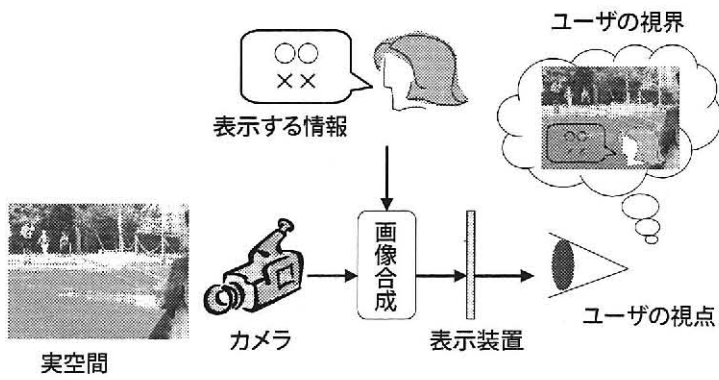 ユーザの視界
○○
××
表示する情報
○○
××
画像合成
実空間
カメラ
表示装置
ユーザの視点